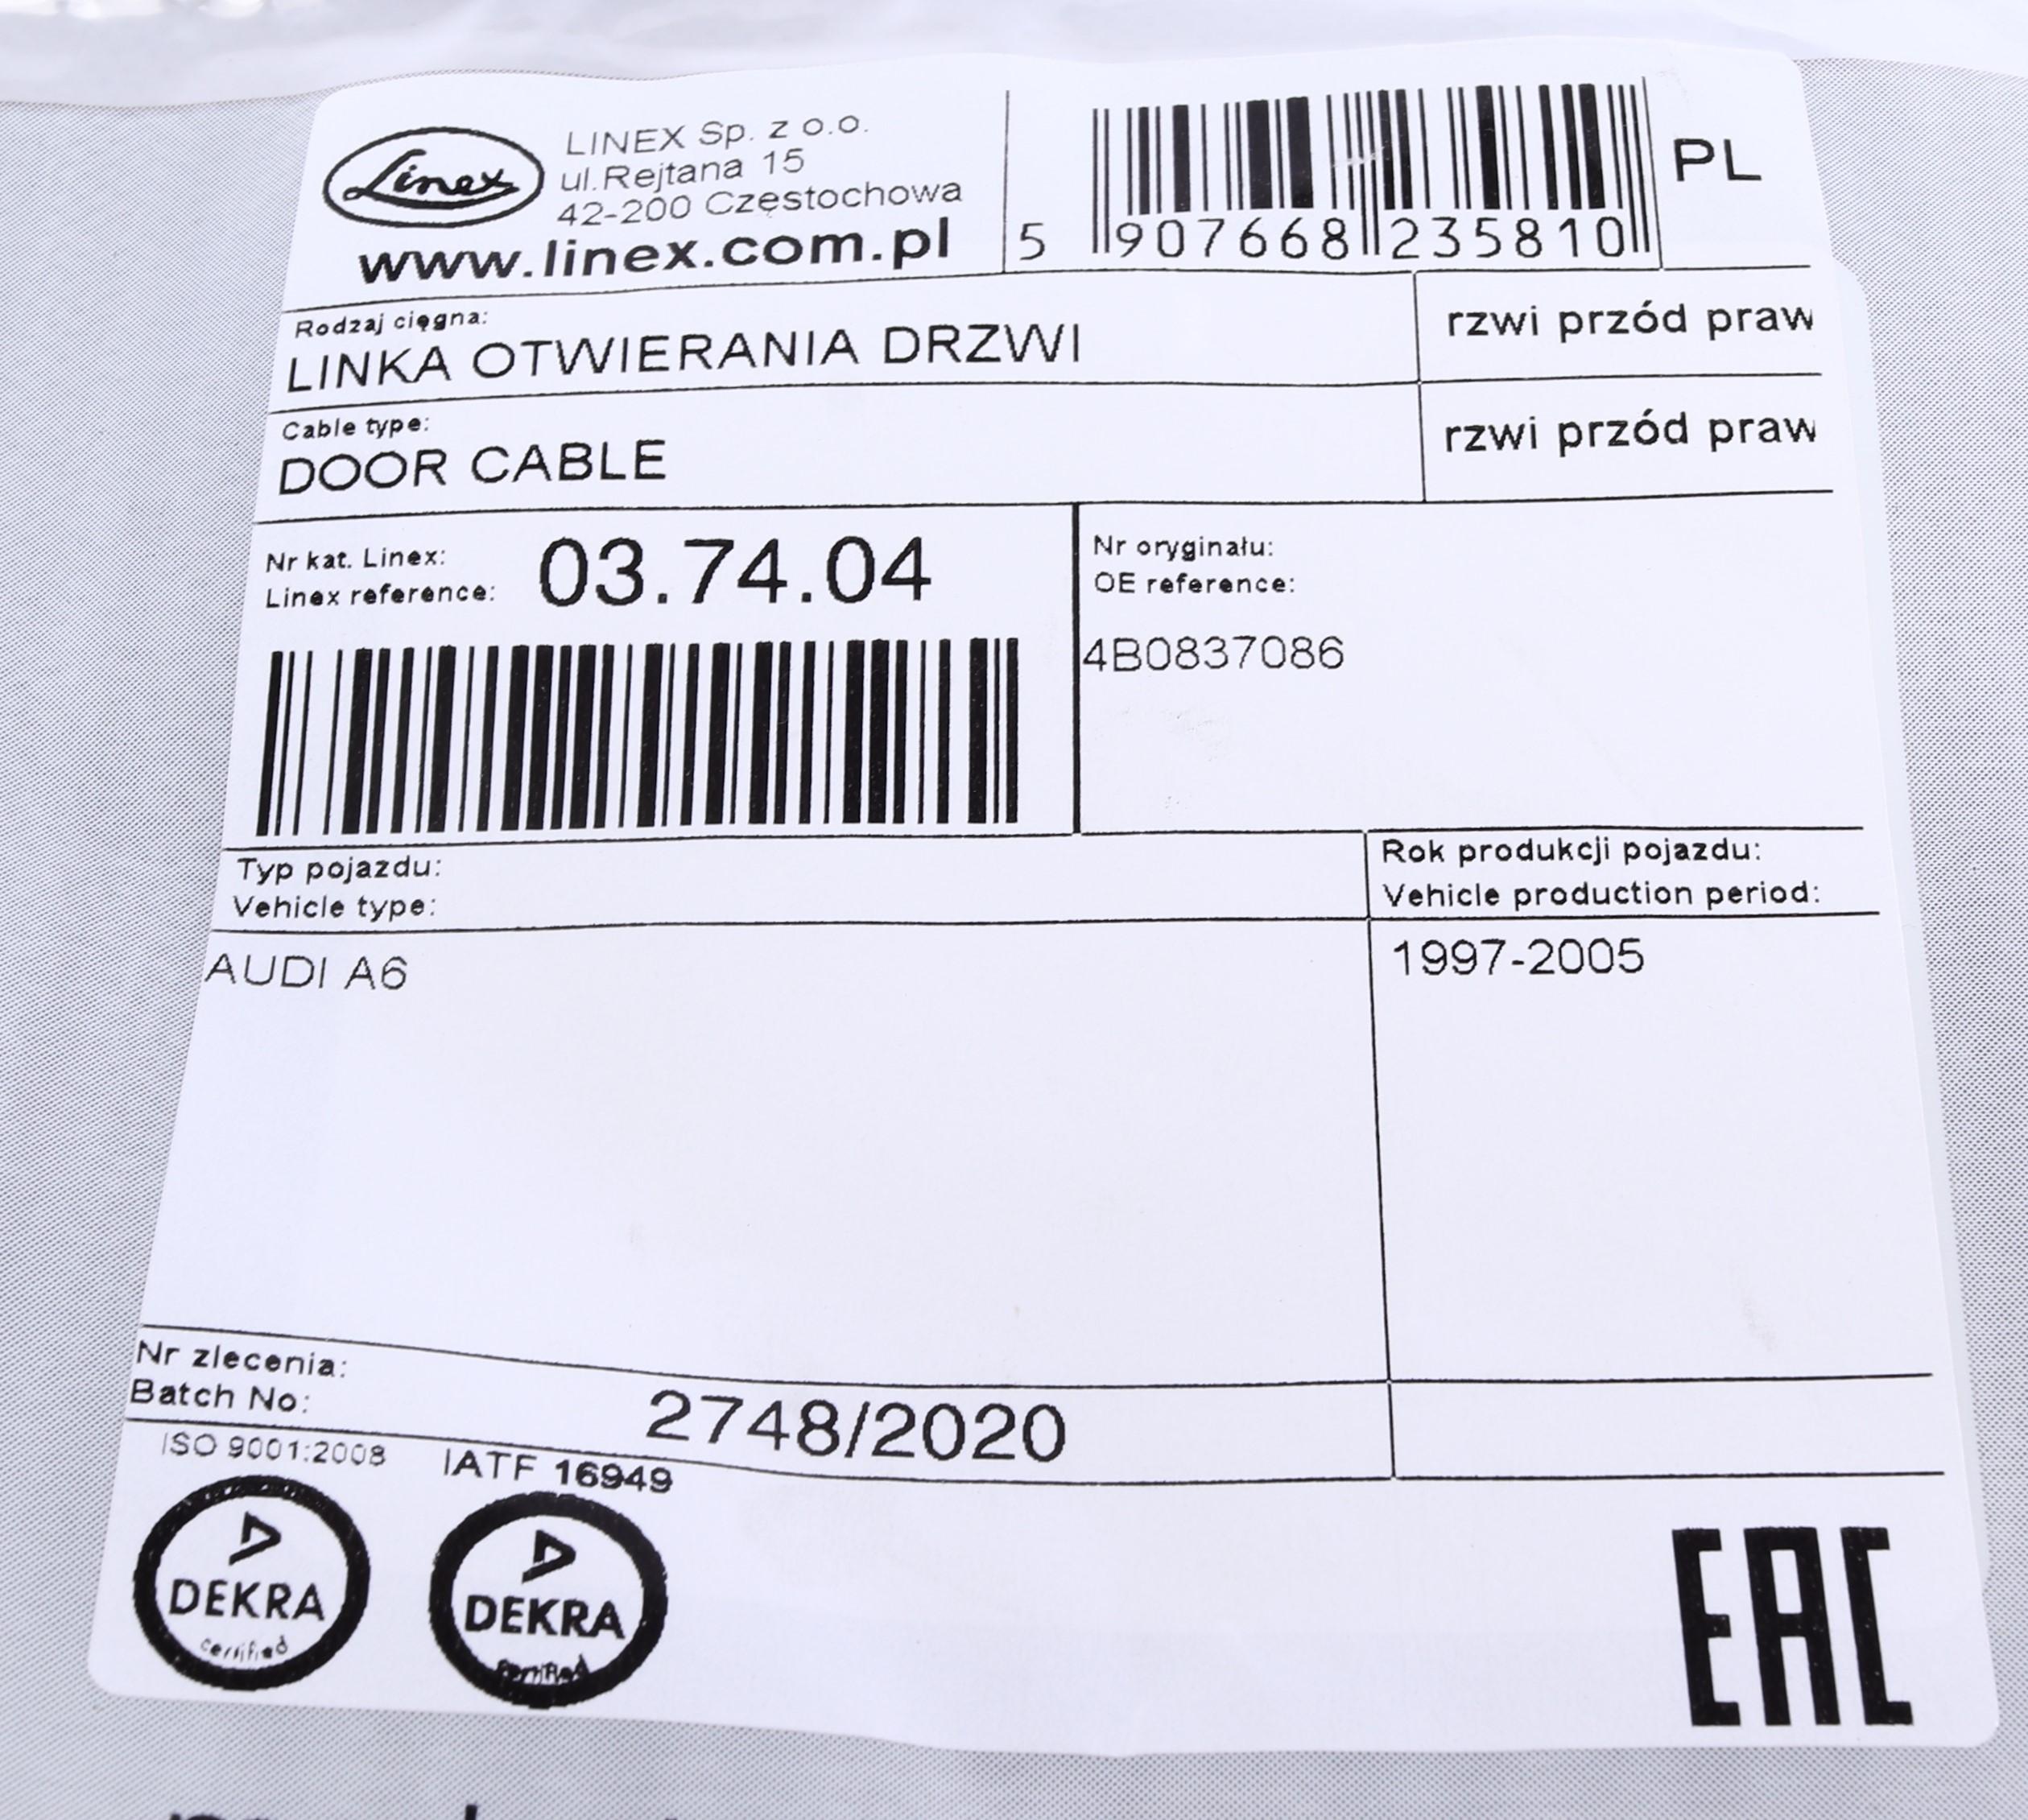 Linex
LINEX Sp. z o.o.
ul.Rejtana 15
42-200 Częstochowa
www.linex.com.pl
5 907668 235810
PL
Rodzaj cięgna:
LINKA OTWIERANIA DRZWI
rzwi przód praw
Cable type:
DOOR CABLE
rzwi przód praw
Nr kat. Linex:
Linex reference:
03.74.04
Nr oryginału:
OE reference:
4B0837086
Typ pojazdu:
Vehicle type:
Rok produkcji pojazdu:
Vehicle production period:
AUDI A6
1997-2005
Nr zlecenia:
Batch No:
2748/2020
ISO 9001:2008
IATF 16949
DEKRA
certified
DEKRA
certified
EAC